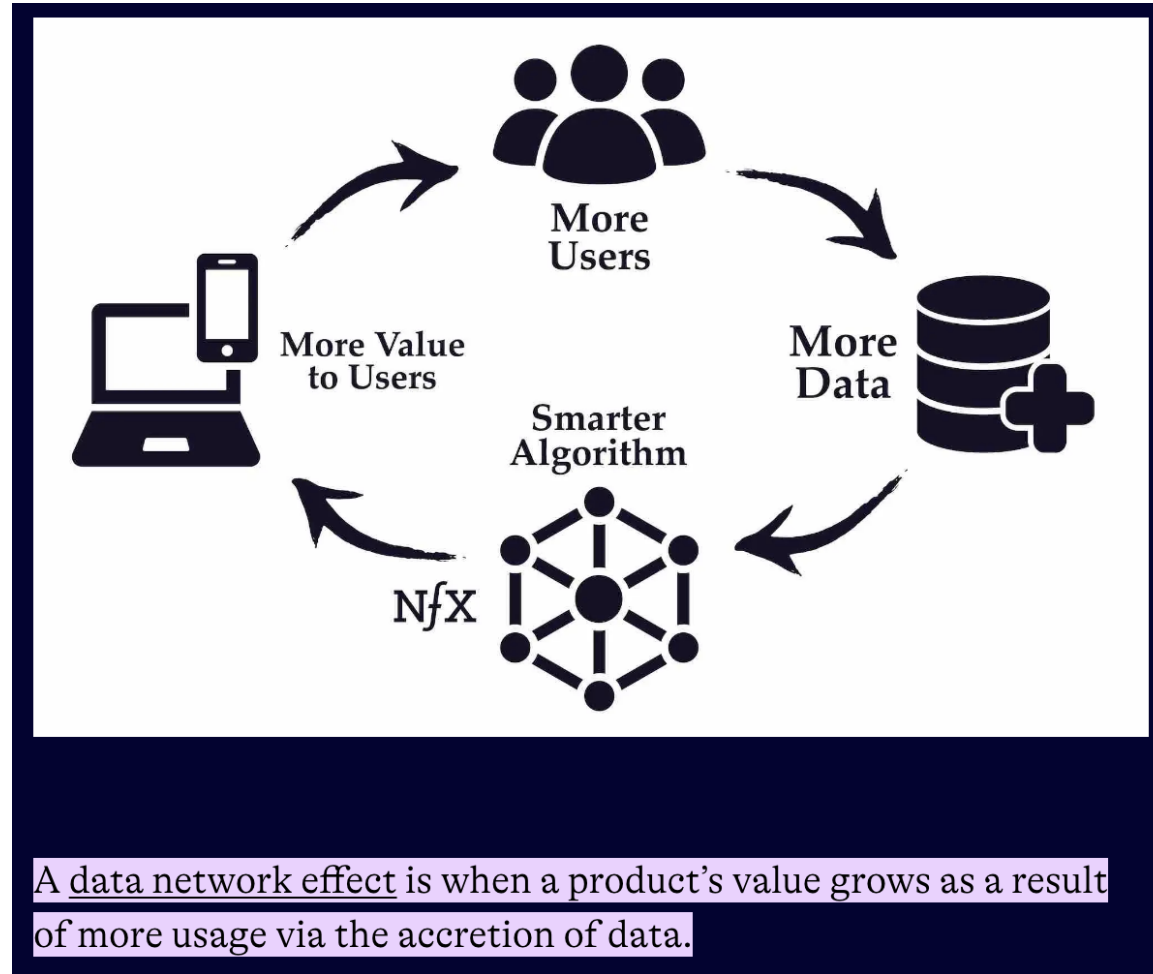 More
Users
More Value
to Users
More
Data
Smarter
Algorithm
NfX
A data network effect is when a product’s value grows as a result
of more usage via the accretion of data.